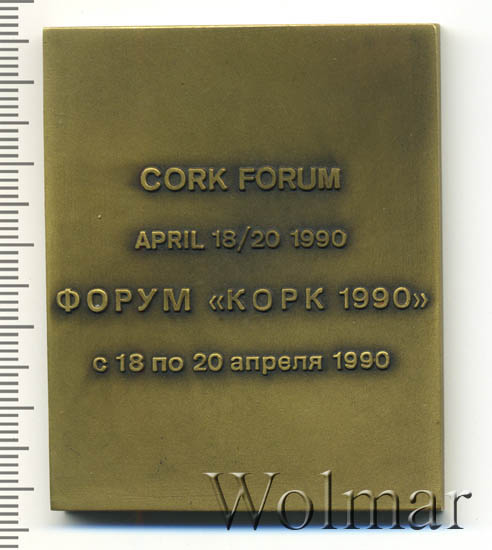 CORK FORUM
APRIL 18/20 1990
ФОРУМ «КОРК 1990»
с 18 по 20 апреля 1990
Wolmar